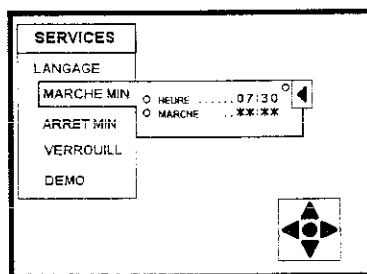 SERVICES
LANGAGE
MARCHE MIN
HEURE ......07:30
MARCHE ..**:**
ARRET MIN
VERROUILL
DEMO